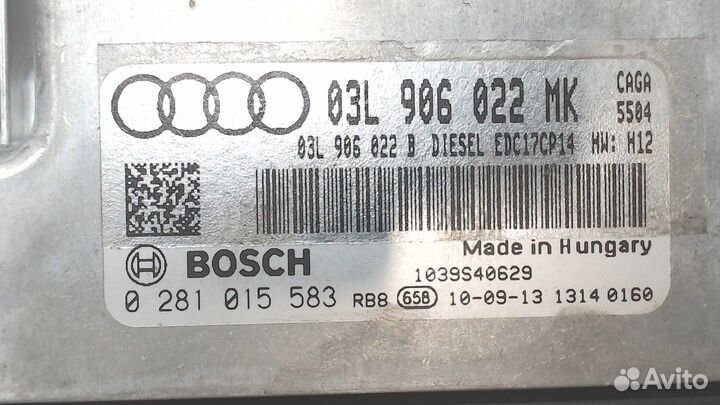 03L 906 022 MK CAGA
5504
03L 906 022 B DIESEL EDC17CP14 HW: H12
Made in Hungary
BOSCH 1039S40629
0 281 015 583 RB8 65B 10-09-13 1314 0160
Avito